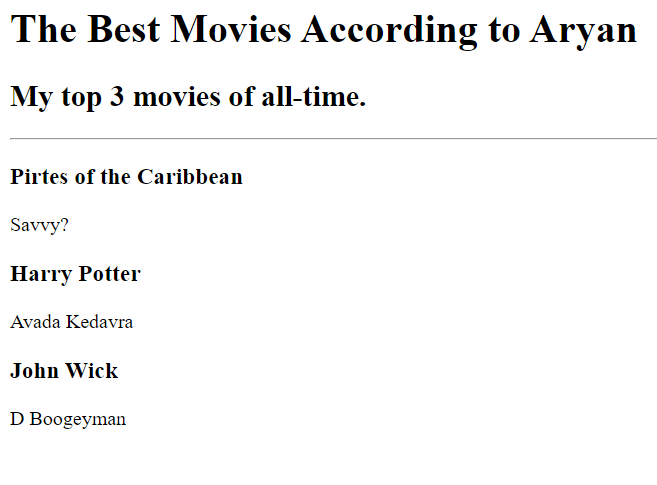 The Best Movies According to Aryan
My top 3 movies of all-time.
Pirtes of the Caribbean
Savvy?
Harry Potter
Avada Kedavra
John Wick
D Boogeyman